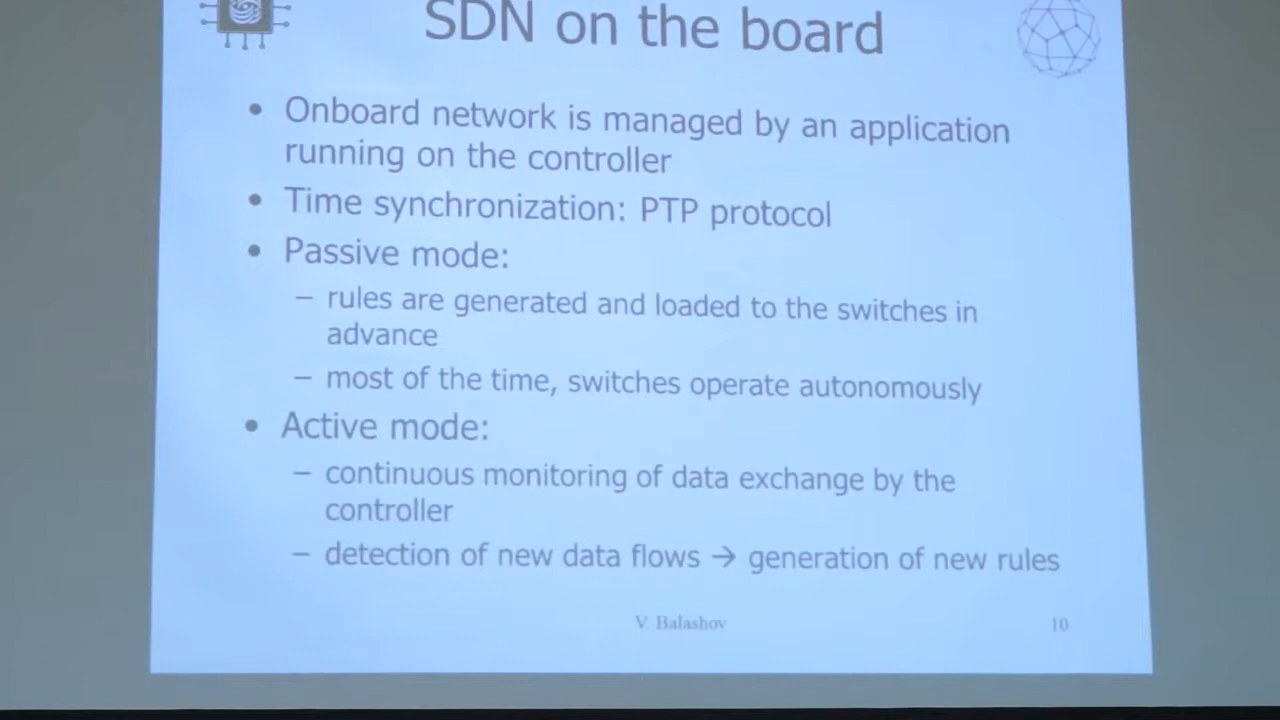 SDN on the board
• Onboard network is managed by an application
running on the controller
• Time synchronization: PTP protocol
• Passive mode:
– rules are generated and loaded to the switches in
advance
– most of the time, switches operate autonomously
• Active mode:
– continuous monitoring of data exchange by the
controller
– detection of new data flows → generation of new rules
V Balashov
10